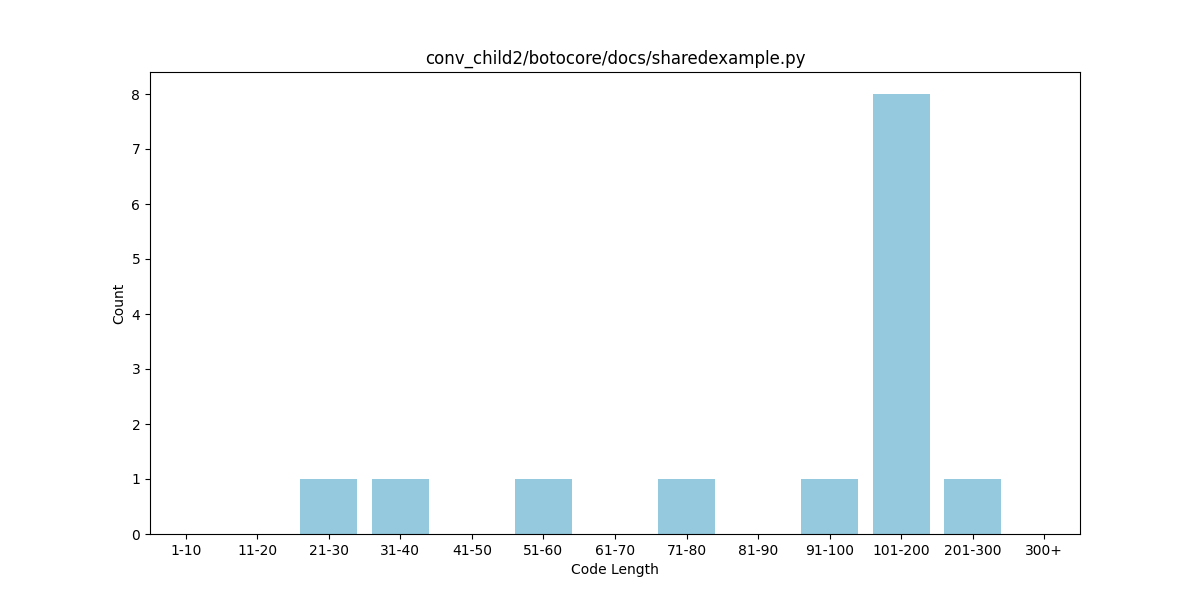 conv_child2/botocore/docs/sharedexample.py
8
7
6
5
4
3
2
1
0
Count
1-10 11-20 21-30 31-40 41-50 51-60 61-70 71-80 81-90 91-100 101-200 201-300 300+
Code Length